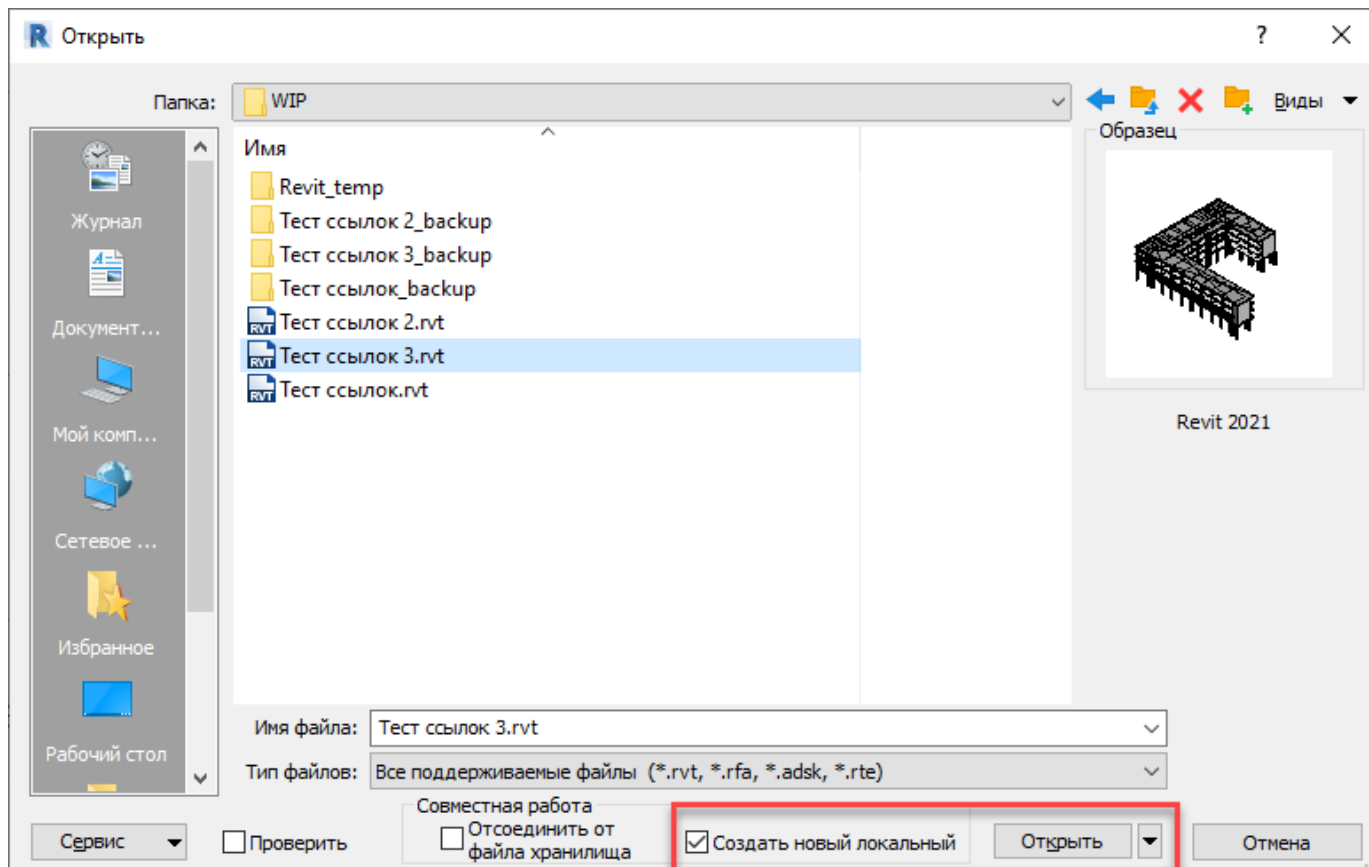 Открыть
Папка: WIP Виды
Имя
Образец
Журнал
Документ...
Мой комп...
Сетевое ...
Избранное
Рабочий стол
Revit_temp
Тест ссылок 2_backup
Тест ссылок 3_backup
Тест ссылок_backup
Тест ссылок 2.rvt
Тест ссылок 3.rvt
Тест ссылок.rvt
Revit 2021
Имя файла: Тест ссылок 3.rvt
Тип файлов: Все поддерживаемые файлы (*.rvt, *.rfa, *.adsk, *.rte)
Совместная работа
Сервис
Проверить
Отсоединить от
файла хранилища
Создать новый локальный
Открыть
Отмена